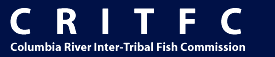 C R I T F C
Columbia River Inter-Tribal Fish Commission